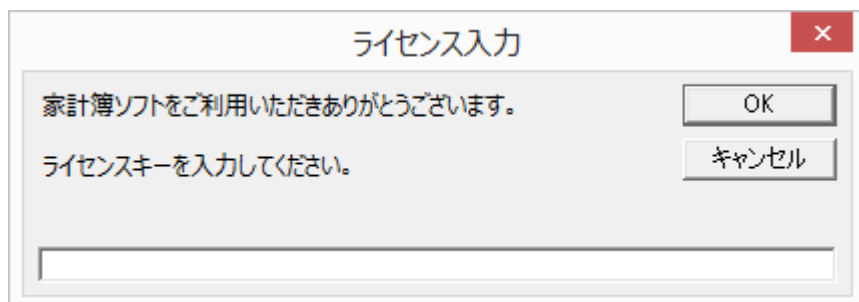 ライセンス入力
家計簿ソフトをご利用いただきありがとうございます。
OK
ライセンスキーを入力してください。
キャンセル